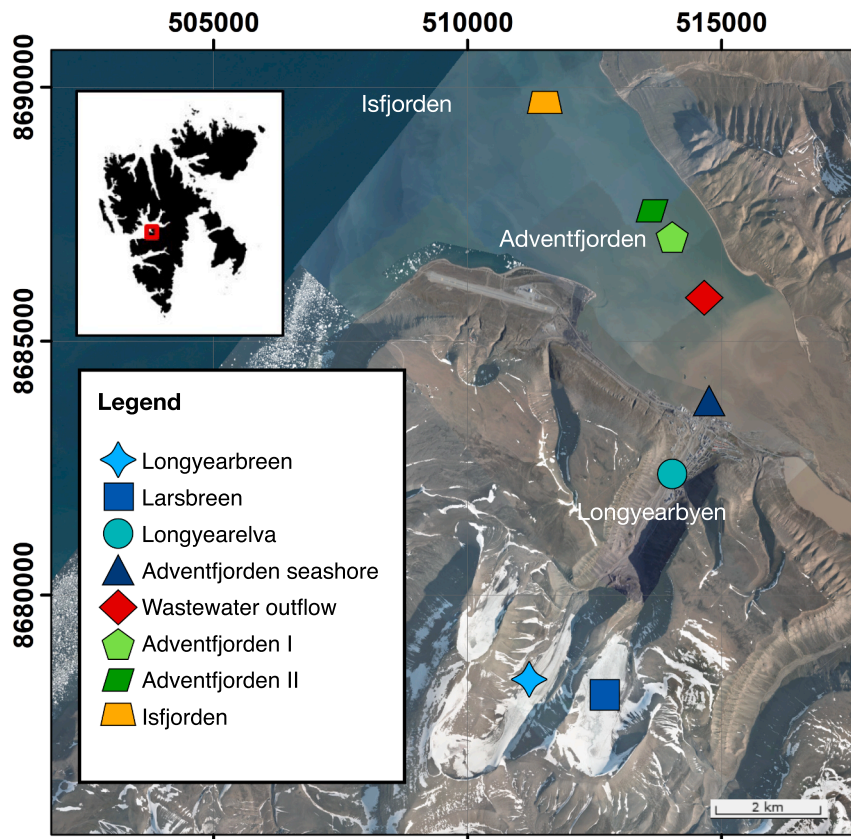 505000
510000
515000
8690000
Isfjorden
Adventfjorden
8685000
Legend
Longyearbreen
Larsbreen
Longyearelva
Adventfjorden seashore
Wastewater outflow
Adventfjorden I
Adventfjorden II
Isfjorden
Longyearbyen
8680000
2 km